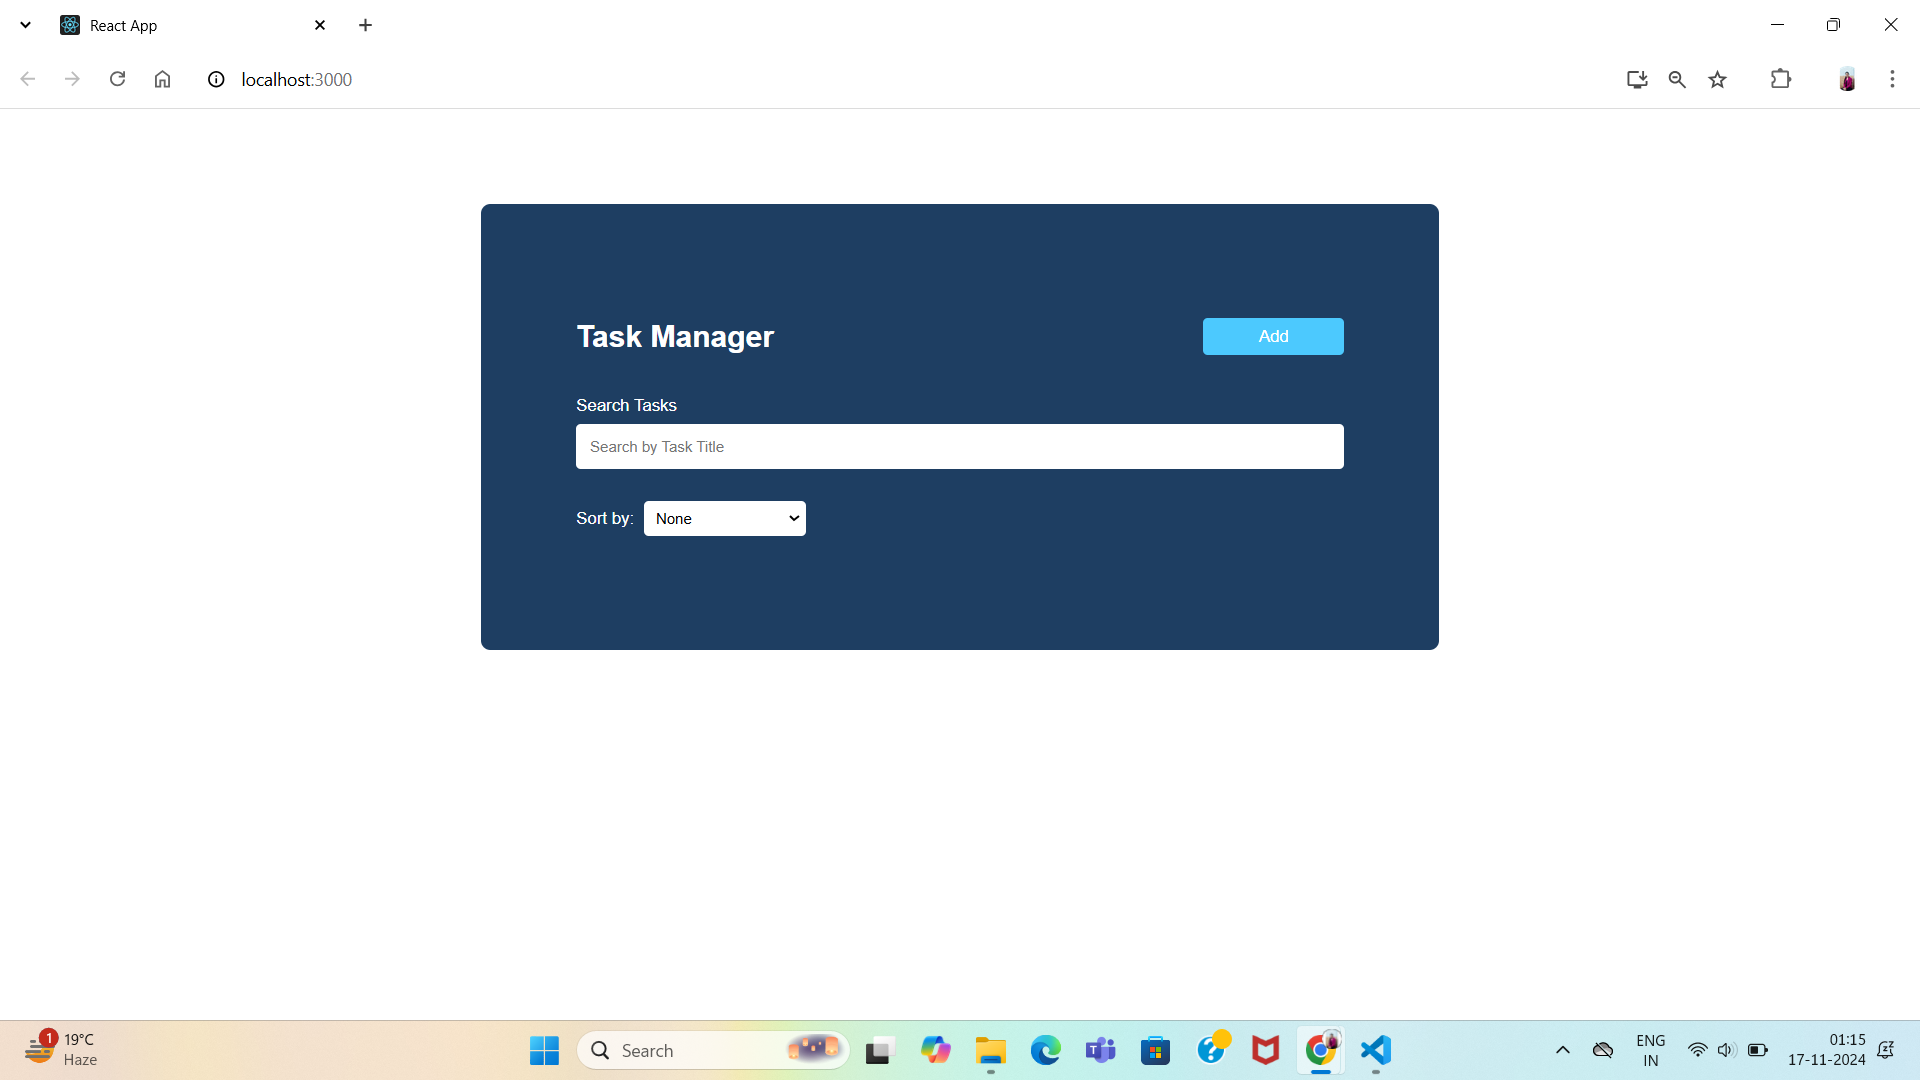 React App
localhost:3000
Task Manager
Add
Search Tasks
Search by Task Title
Sort by:
None
1
19°C
Haze
Search
ENG
IN
01:15
17-11-2024